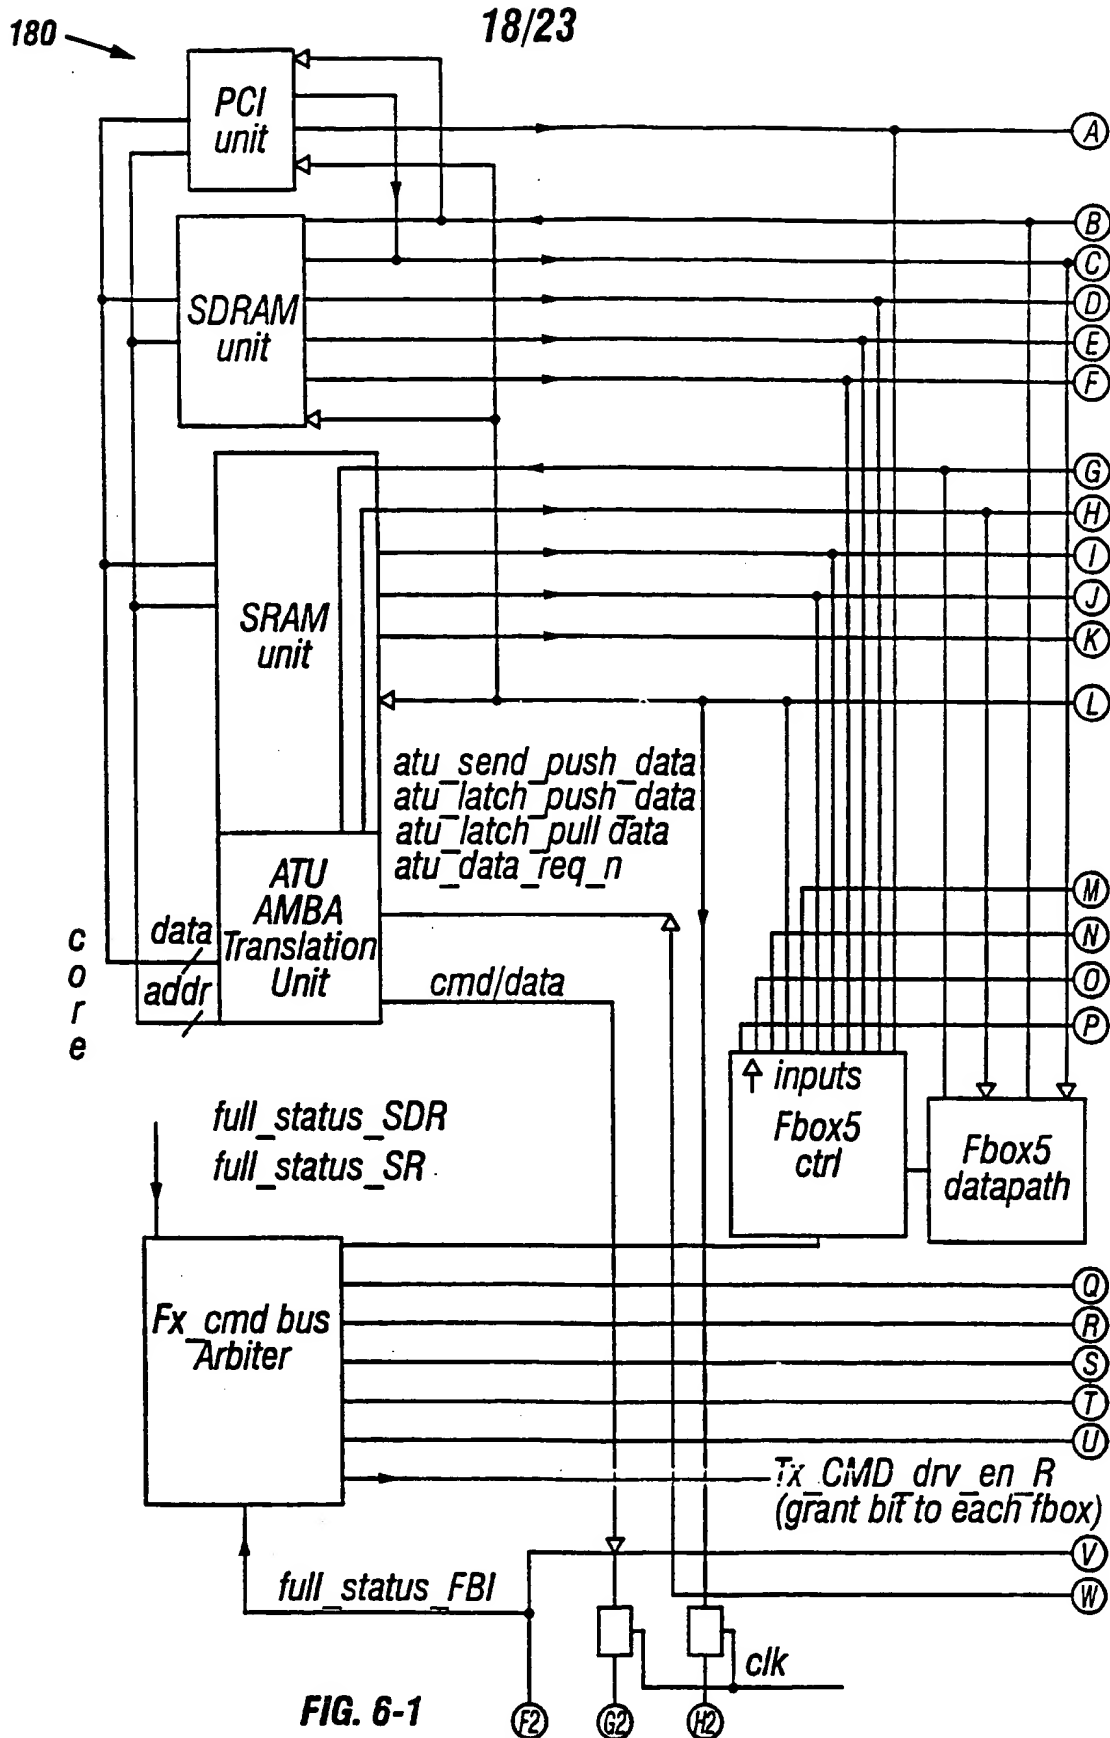 18/23
180
PCI
unit
A
B
C
SDRAM
unit
D
E
F
G
H
I
SRAM
unit
J
K
L
atu_send_push_data
atu_latch_push_data
atu_latch_pull data
atu_data_req_n
ATU
AMBA
Translation
Unit
core
data
addr
cmd/data
M
N
O
P
inputs
Fbox5
ctrl
Fbox5
datapath
full_status_SDR
full_status_SR
Fx_cmd bus
Arbiter
Q
R
S
T
U
Tx_CMD_drv_en_R
(grant bit to each fbox)
V
W
full_status_FBI
clk
F2
G2
H2
FIG. 6-1